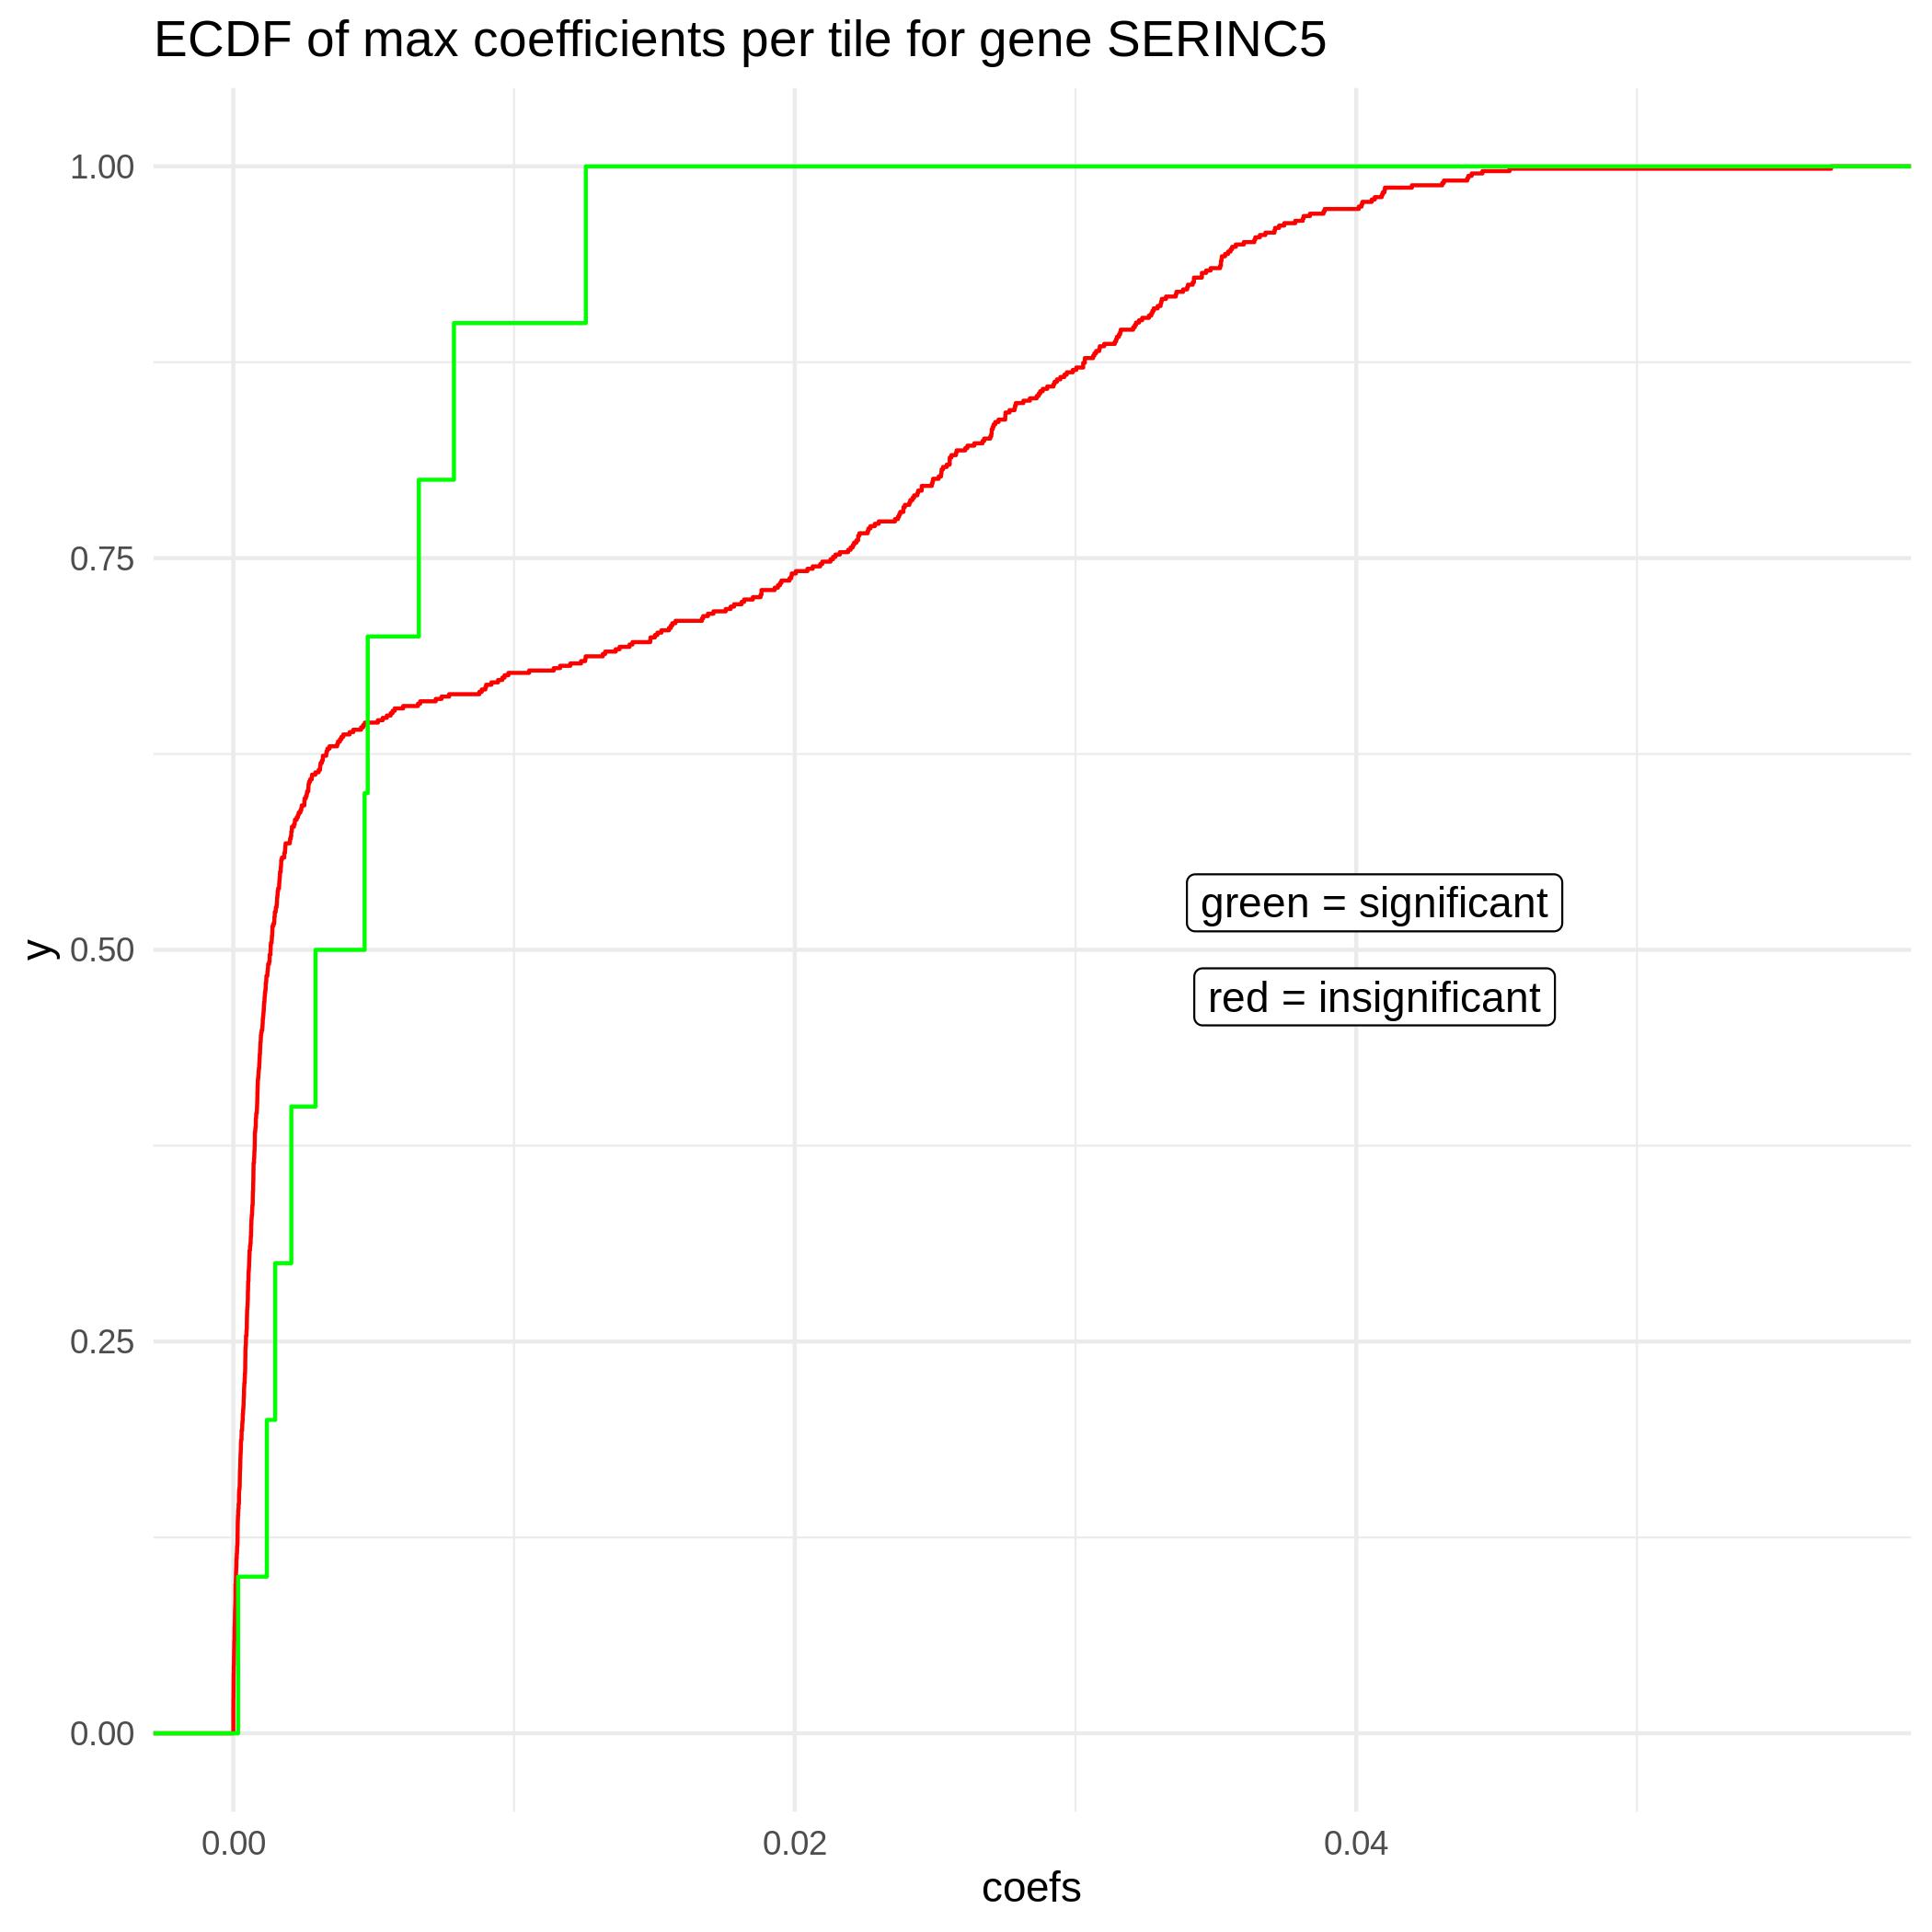 ECDF of max coefficients per tile for gene SERINC5
1.00
0.75
0.50
0.25
0.00
y
green = significant
red = insignificant
0.00 0.02 0.04
coefs